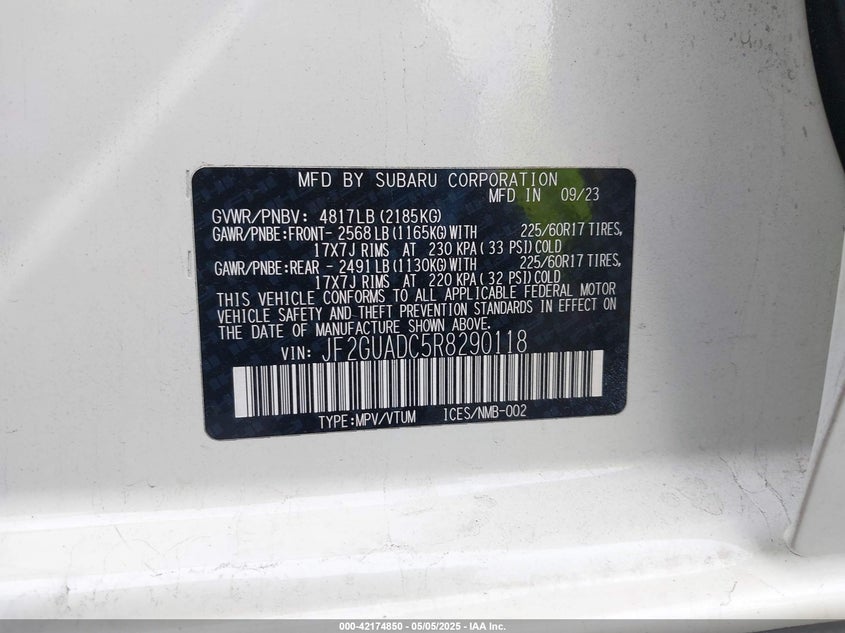 MFD BY SUBARU CORPORATION
MFD IN 09/23
GVWR/PNBV: 4817LB (2185KG)
GAWR/PNBE:FRONT- 2568 LB (1165KG) WITH 225/60R17 TIRES,
17X7J RIMS AT 230 KPA ( 33 PSI) COLD
GAWR/PNBE:REAR - 2491 LB (1130KG) WITH 225/60R17 TIRES,
17X7J RIMS AT 220 KPA ( 32 PSI) COLD
THIS VEHICLE CONFORMS TO ALL APPLICABLE FEDERAL MOTOR
VEHICLE SAFETY AND THEFT PREVENTION STANDARDS IN EFFECT ON
THE DATE OF MANUFACTURE SHOWN ABOVE.
VIN: JF2GUADC5R8290118
TYPE:MPV/VTUM ICES/NMB-002
000-42174850 - 05/05/2025 - IAA Inc.